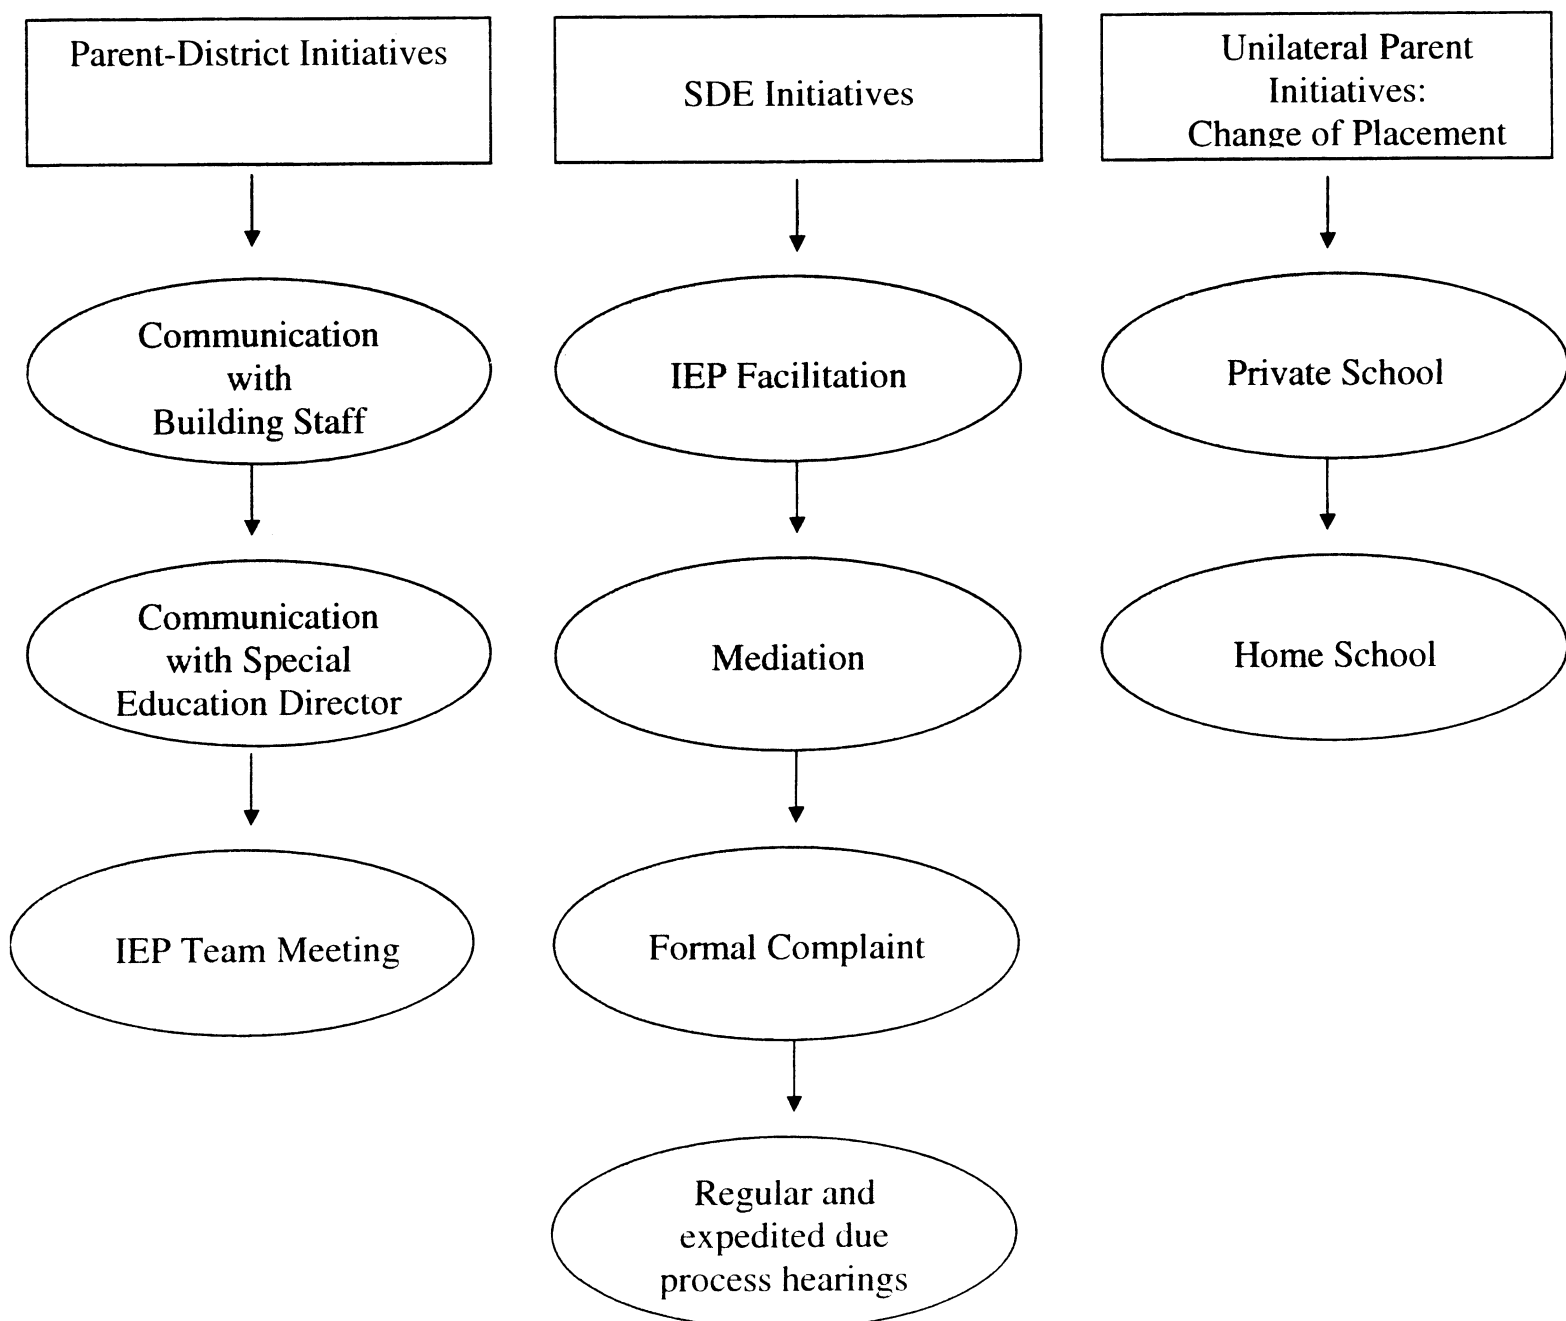 Parent-District Initiatives
SDE Initiatives
Unilateral Parent
Initiatives:
Change of Placement
Communication
with
Building Staff
IEP Facilitation
Private School
Communication
with Special
Education Director
Mediation
Home School
IEP Team Meeting
Formal Complaint
Regular and
expedited due
process hearings